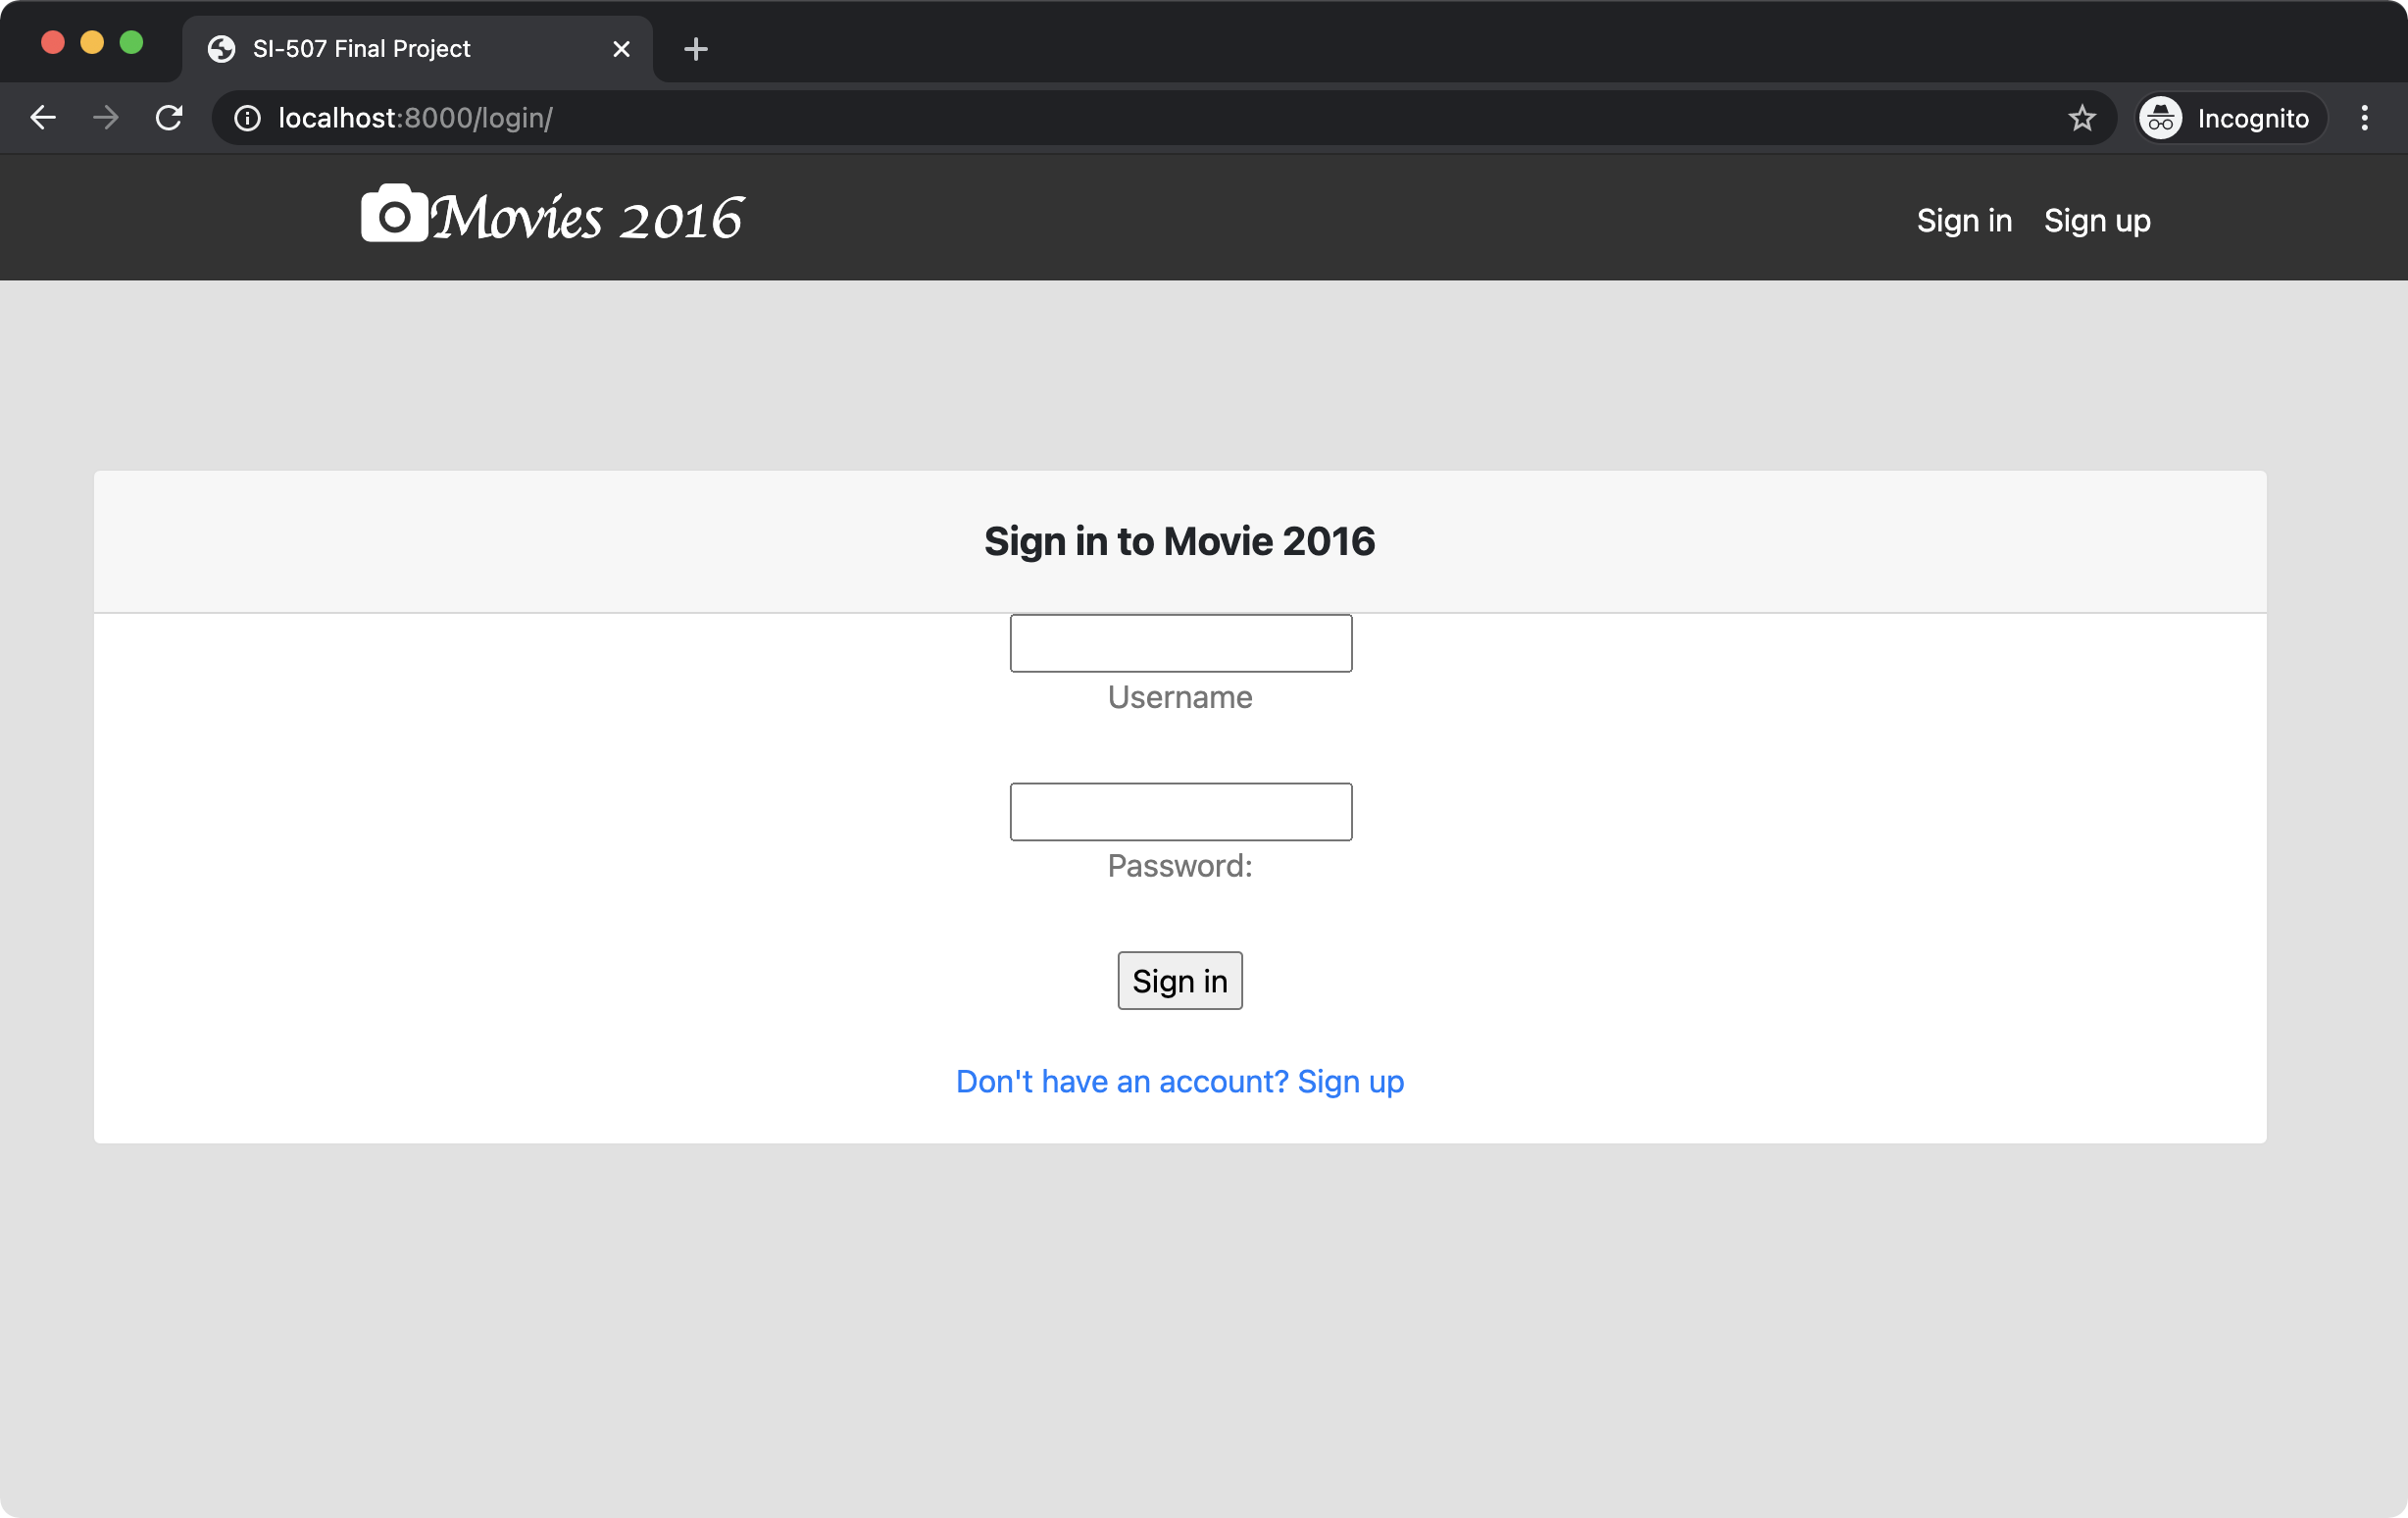 SI-507 Final Project
localhost:8000/login/
Incognito
Movies 2016
Sign in Sign up
Sign in to Movie 2016
Username
Password:
Sign in
Don't have an account? Sign up